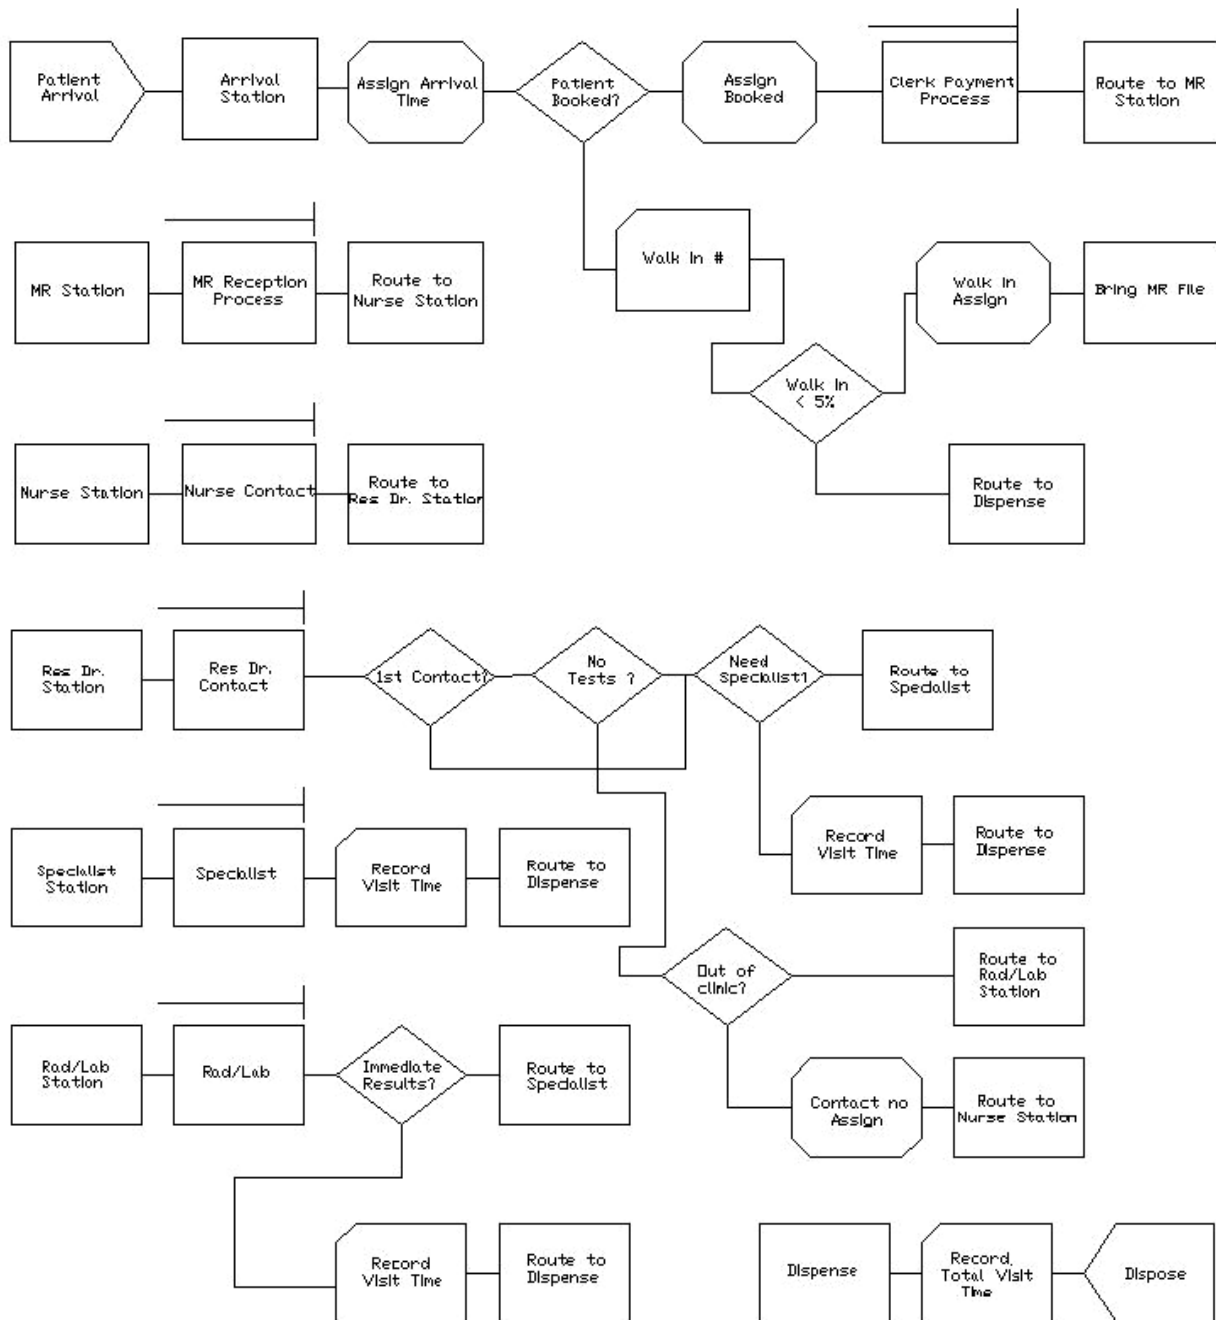 Patient
Arrival
Arrival
Station
Assign Arrival
Time
Patient
Booked?
Assign
Booked
Clerk Payment
Process
Route to MR
Station
MR Station
MR Reception
Process
Route to
Nurse Station
Walk In #
Walk In
Assign
Bring MR File
Walk In
< 5%
Nurse Station
Nurse Contact
Route to
Res Dr. Station
Route to
Dispense
Res Dr.
Station
Res Dr.
Contact
1st Contact?
No
Tests ?
Need
Specialist?
Route to
Specialist
Specialist
Station
Specialist
Record
Visit Time
Route to
Dispense
Record
Visit Time
Route to
Dispense
Out of
clinic?
Route to
Rad/Lab
Station
Rad/Lab
Station
Rad/Lab
Immediate
Results?
Route to
Specialist
Contact no
Assign
Route to
Nurse Station
Record
Visit Time
Route to
Dispense
Dispense
Record.
Total Visit
Time
Dispose